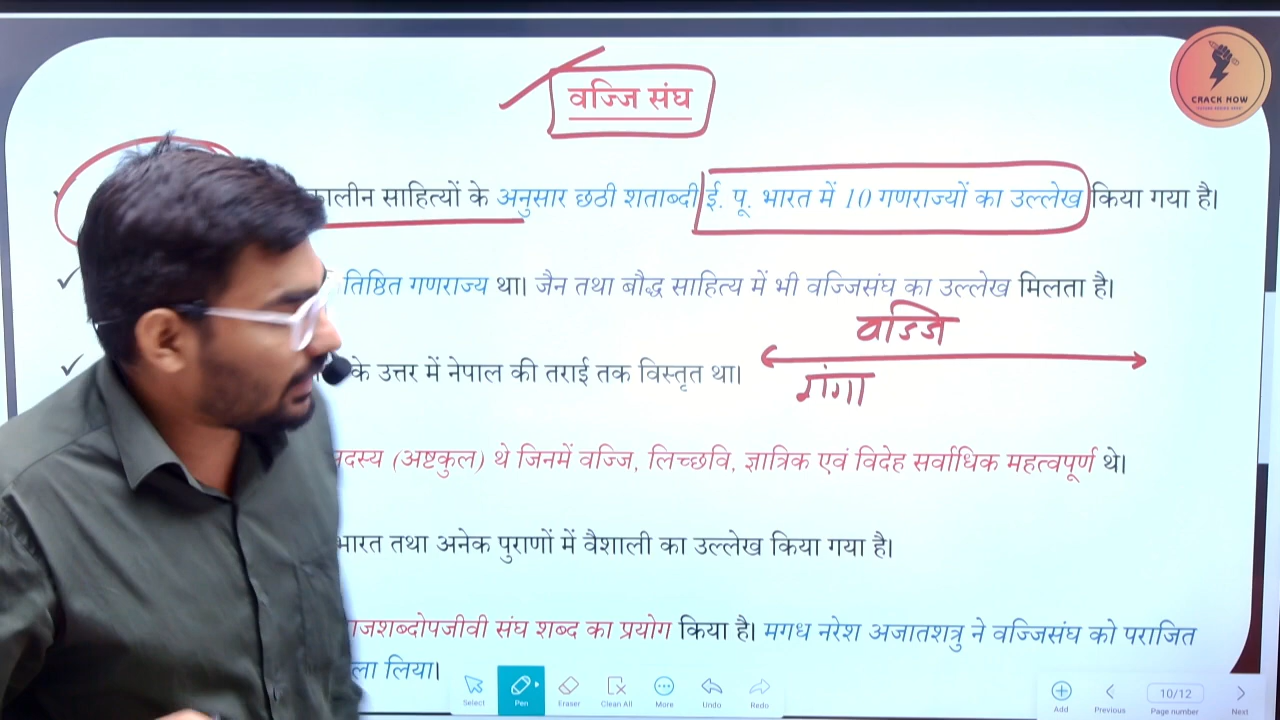 वज्जि संघ
CRACK NOW
कालीन साहित्यों के अनुसार छठी शताब्दी ई. पू. भारत में 10 गणराज्यों का उल्लेख किया गया है।
तिष्ठित गणराज्य था। जैन तथा बौद्ध साहित्य में भी वज्जिसंघ का उल्लेख मिलता है।
वज्जि
के उत्तर में नेपाल की तराई तक विस्तृत था।
गंगा
सदस्य (अष्टकुल) थे जिनमें वज्जि, लिच्छवि, ज्ञात्रिक एवं विदेह सर्वाधिक महत्वपूर्ण थे।
भारत तथा अनेक पुराणों में वैशाली का उल्लेख किया गया है।
राजशब्दोपजीवी संघ शब्द का प्रयोग किया है। मगध नरेश अजातशत्रु ने वज्जिसंघ को पराजित
ला लिया।
Select Pen Eraser Clean All More Undo Redo
10/12
Add Previous Page number Next